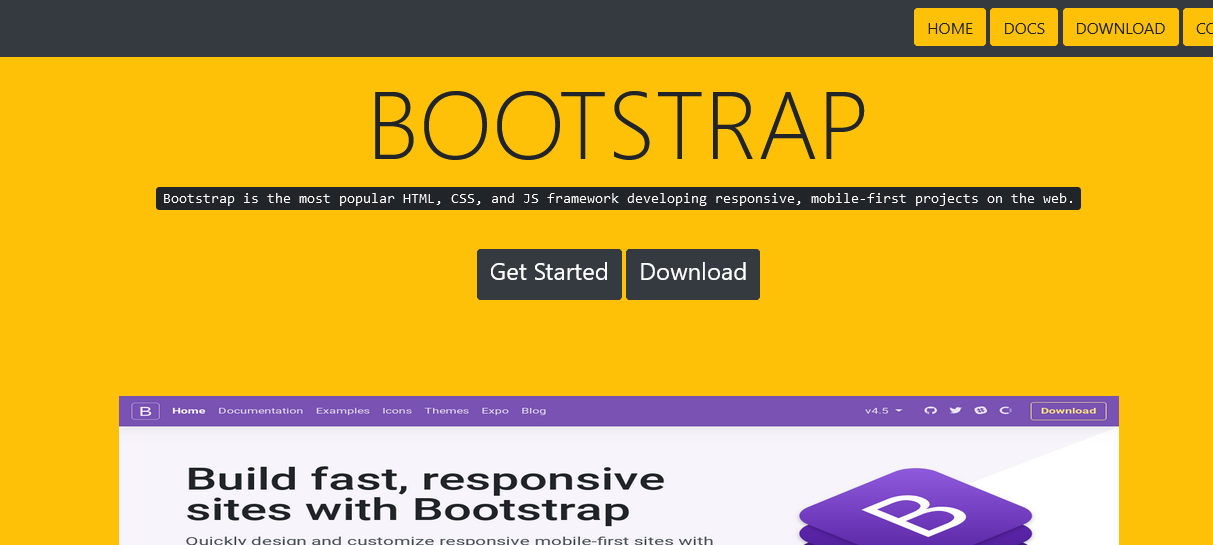 HOME DOCS DOWNLOAD
BOOTSTRAP
Bootstrap is the most popular HTML, CSS, and JS framework developing responsive, mobile-first projects on the web.
Get Started Download
B Home Documentation Examples Icons Themes Expo Blog v4.5 Download
Build fast, responsive
sites with Bootstrap
B
Quickly design and customize responsive mobile-first sites with